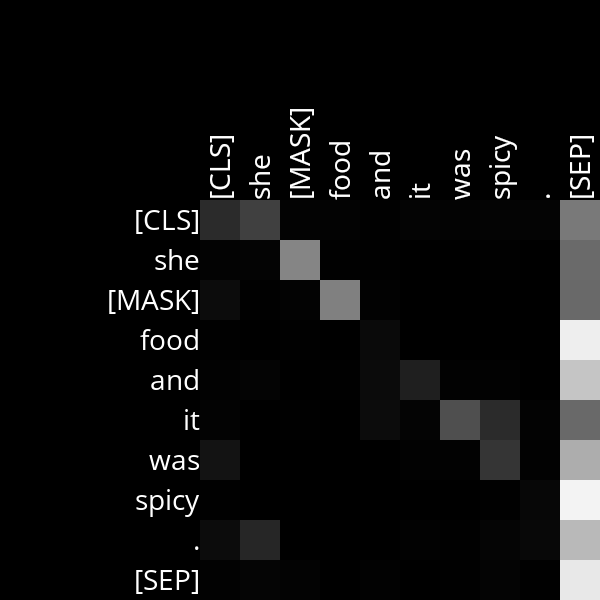 [CLS] she [MASK] food and it was spicy . [SEP]
[CLS]
she
[MASK]
food
and
it
was
spicy
.
[SEP]